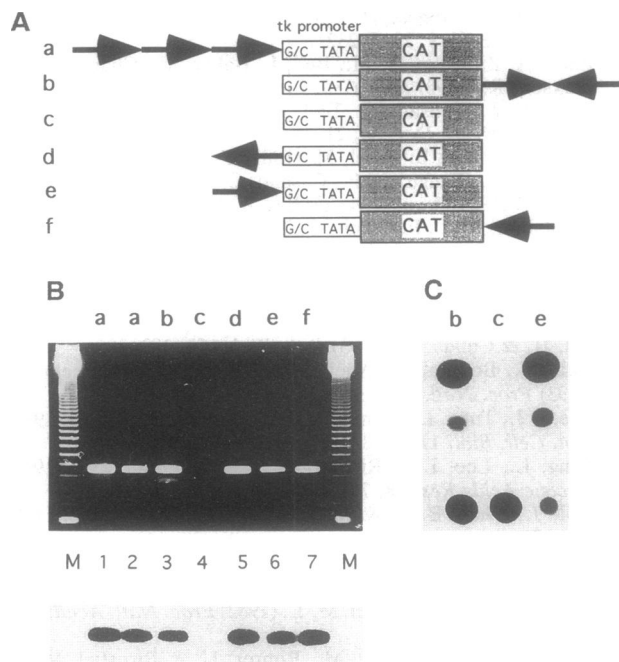 A
tk promoter
a G/C TATA CAT
b G/C TATA CAT
c G/C TATA CAT
d G/C TATA CAT
e G/C TATA CAT
f G/C TATA CAT
B
a a b c d e f
M 1 2 3 4 5 6 7 M
C
b c e